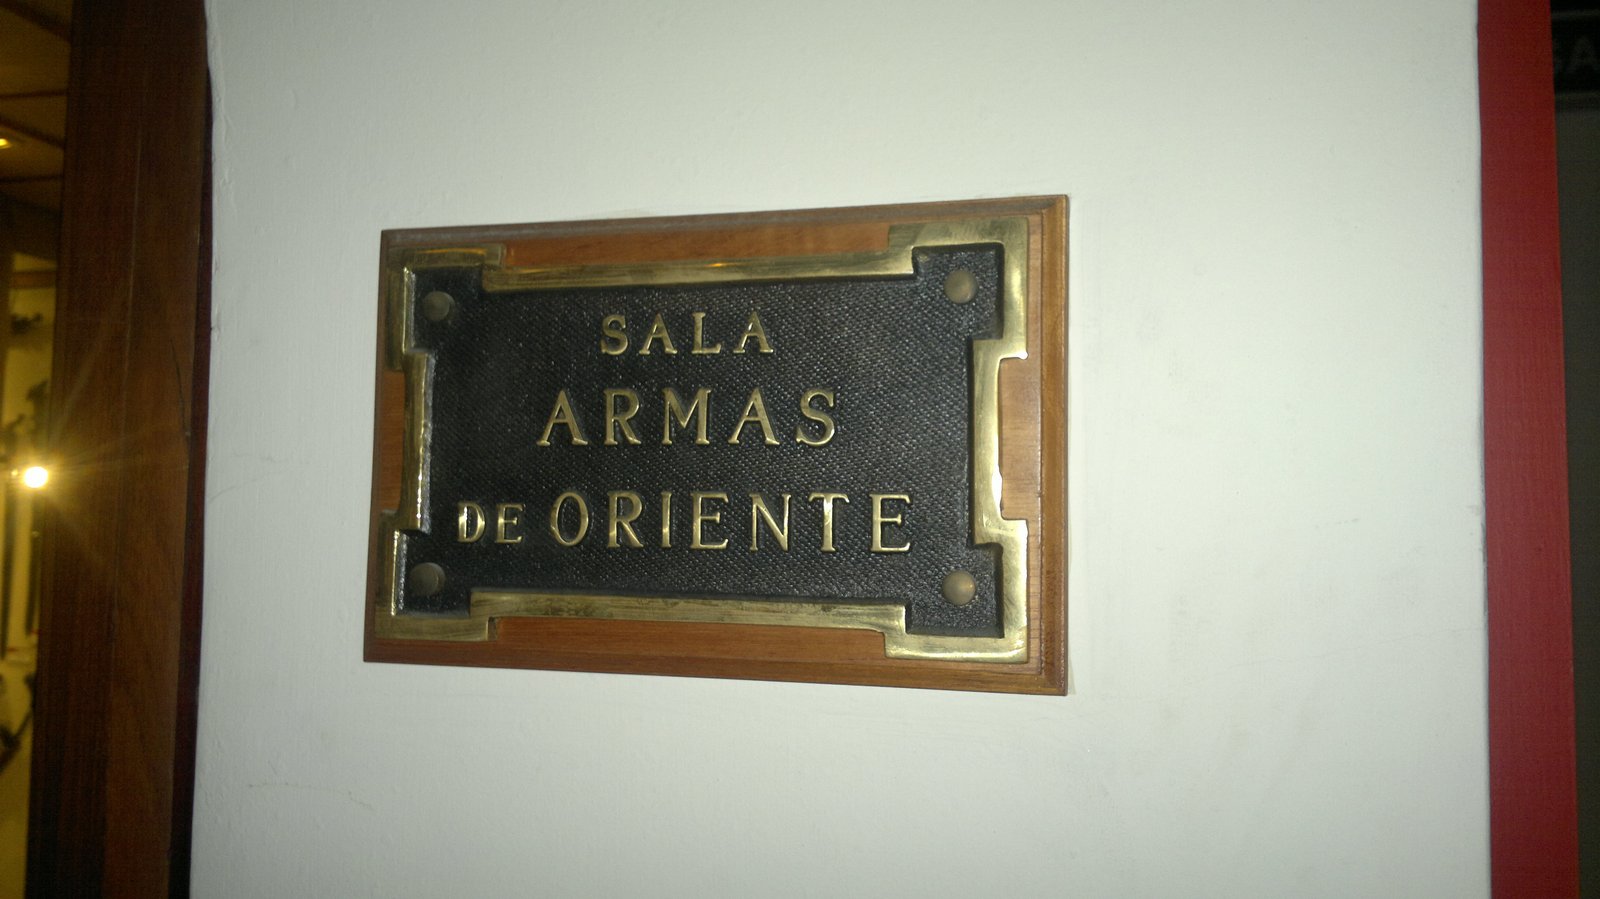 SALA
ARMAS
DE ORIENTE